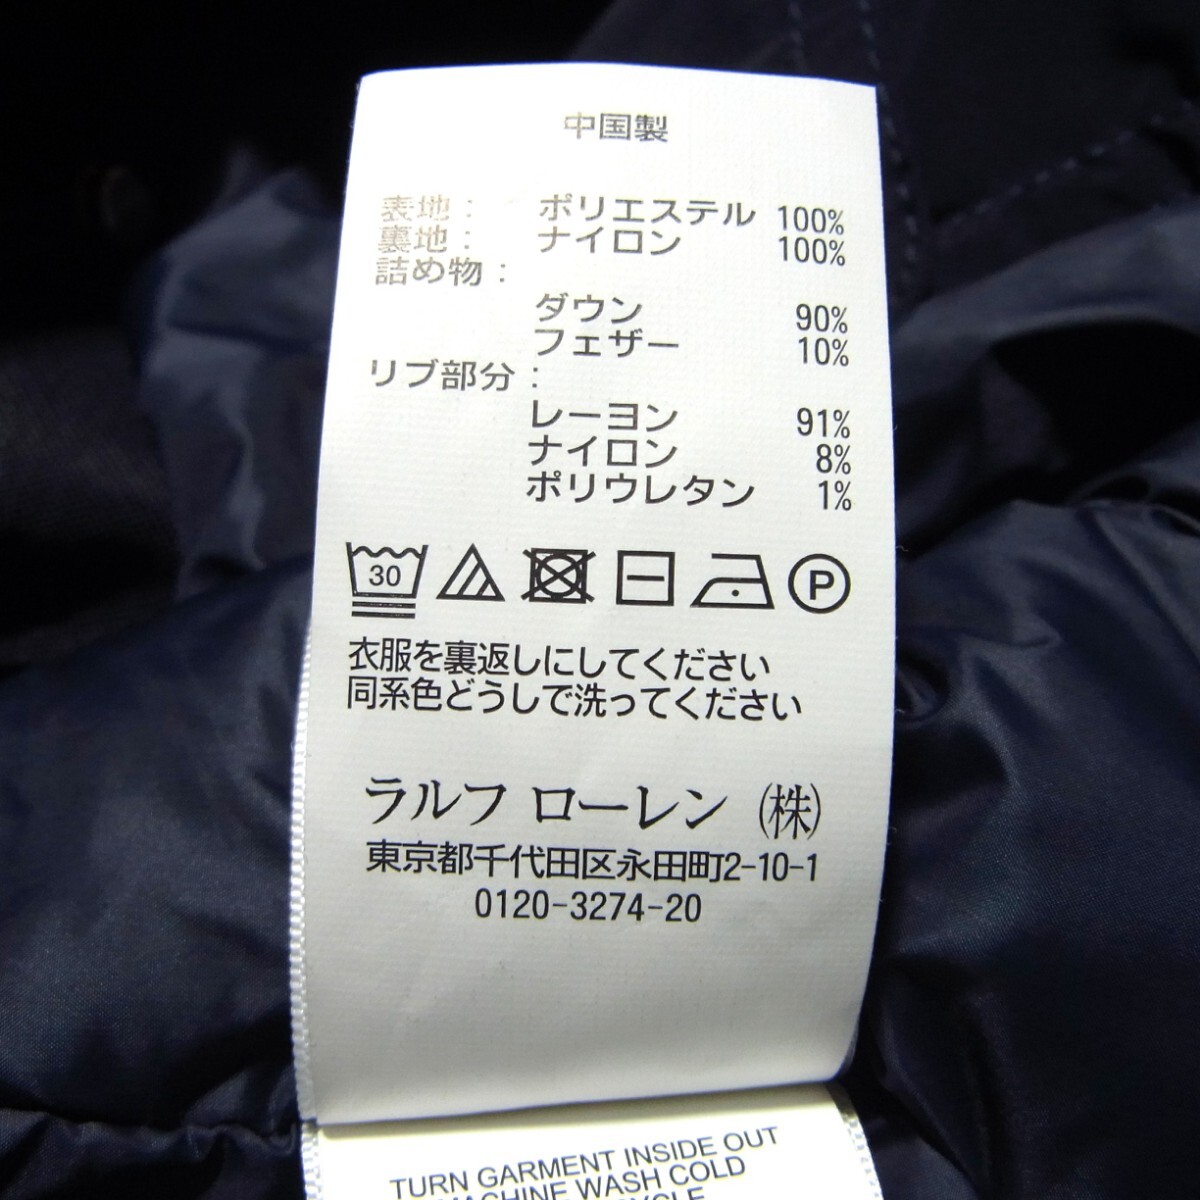 中国製
表地： ポリエステル 100%
裏地： ナイロン 100%
詰め物：
ダウン 90%
フェザー 10%
リブ部分：
レーヨン 91%
ナイロン 8%
ポリウレタン 1%
30 P
衣服を裏返しにしてください
同系色どうしで洗ってください
ラルフ ローレン (株)
東京都千代田区永田町2-10-1
0120-3274-20
TURN GARMENT INSIDE OUT
MACHINE WASH COLD